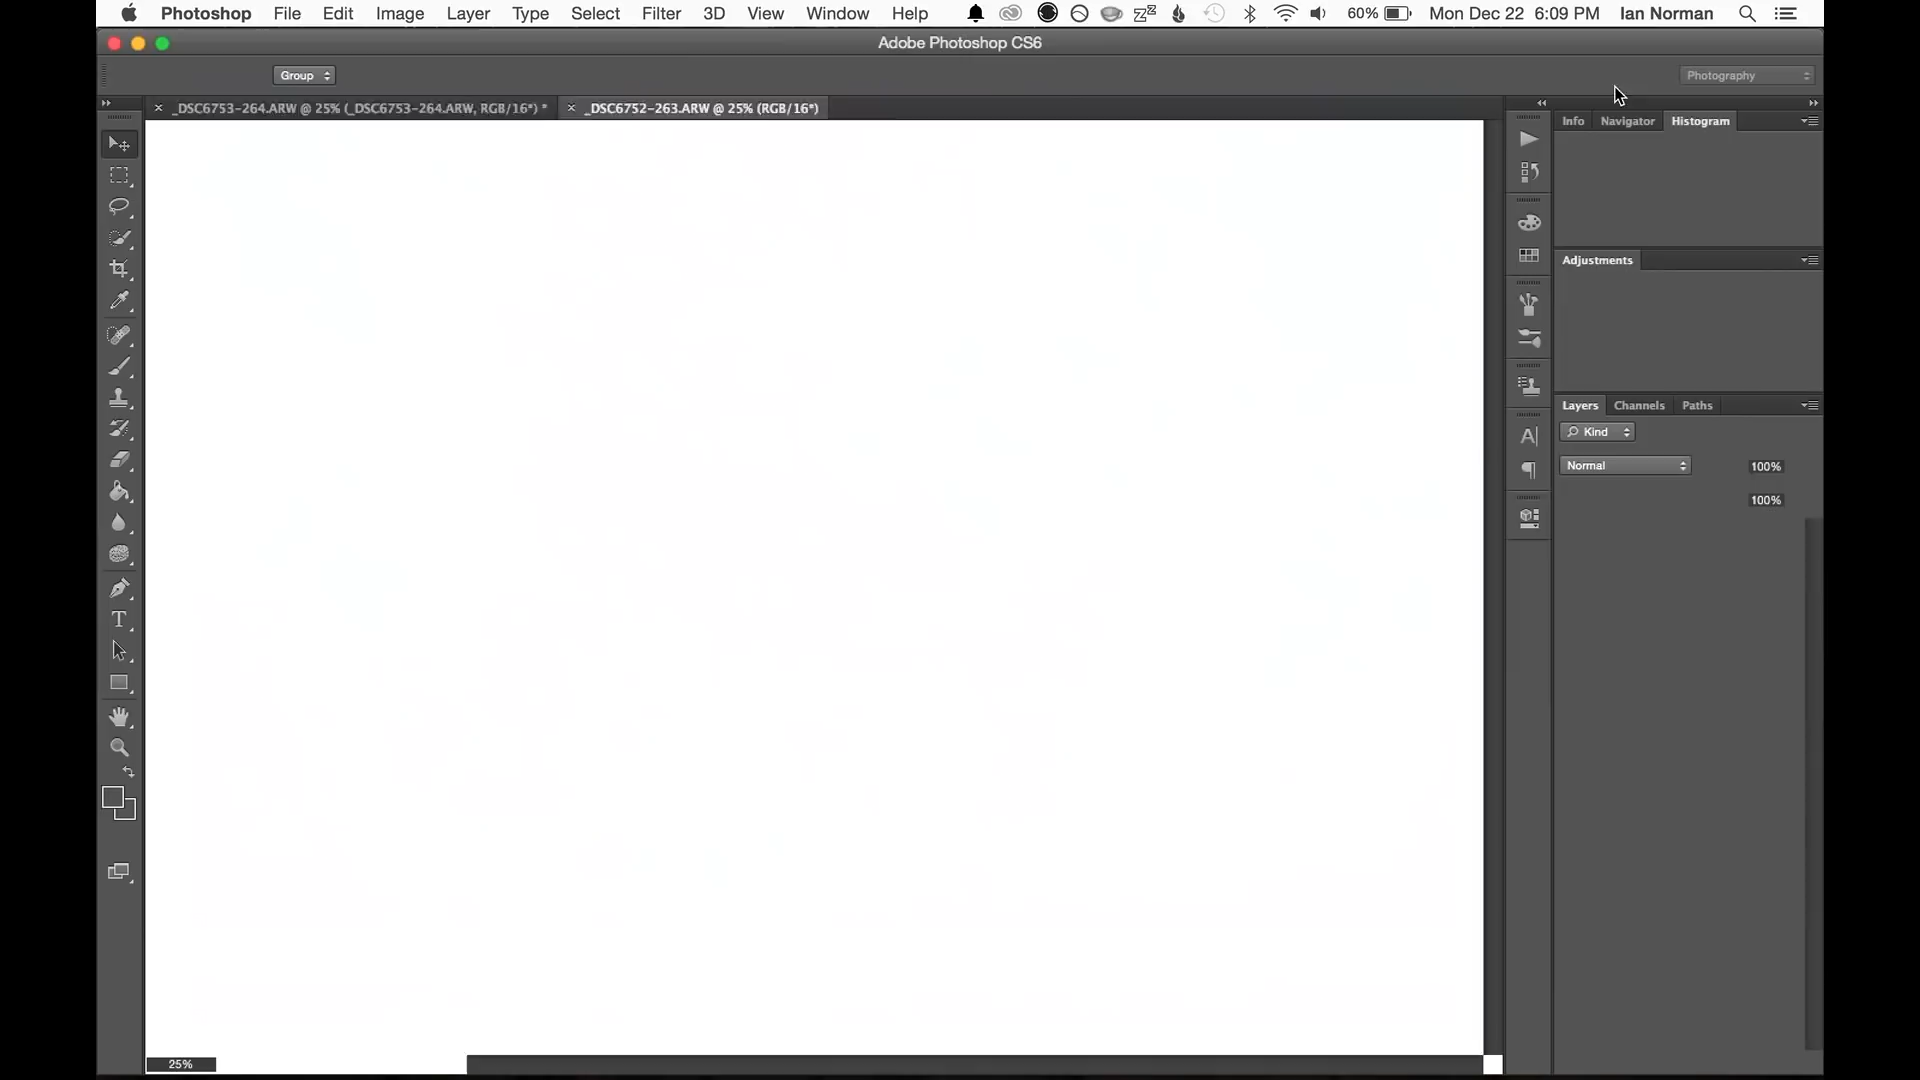 Photoshop File Edit Image Layer Type Select Filter 3D View Window Help 60% Mon Dec 22 6:09 PM Ian Norman
Adobe Photoshop CS6
Group Photography
_DSC6753-264.ARW @ 25% (_DSC6753-264.ARW, RGB/16*) * _DSC6752-263.ARW @ 25% (RGB/16*)
Info Navigator Histogram
Adjustments
Layers Channels Paths
Kind
Normal 100%
100%
25%